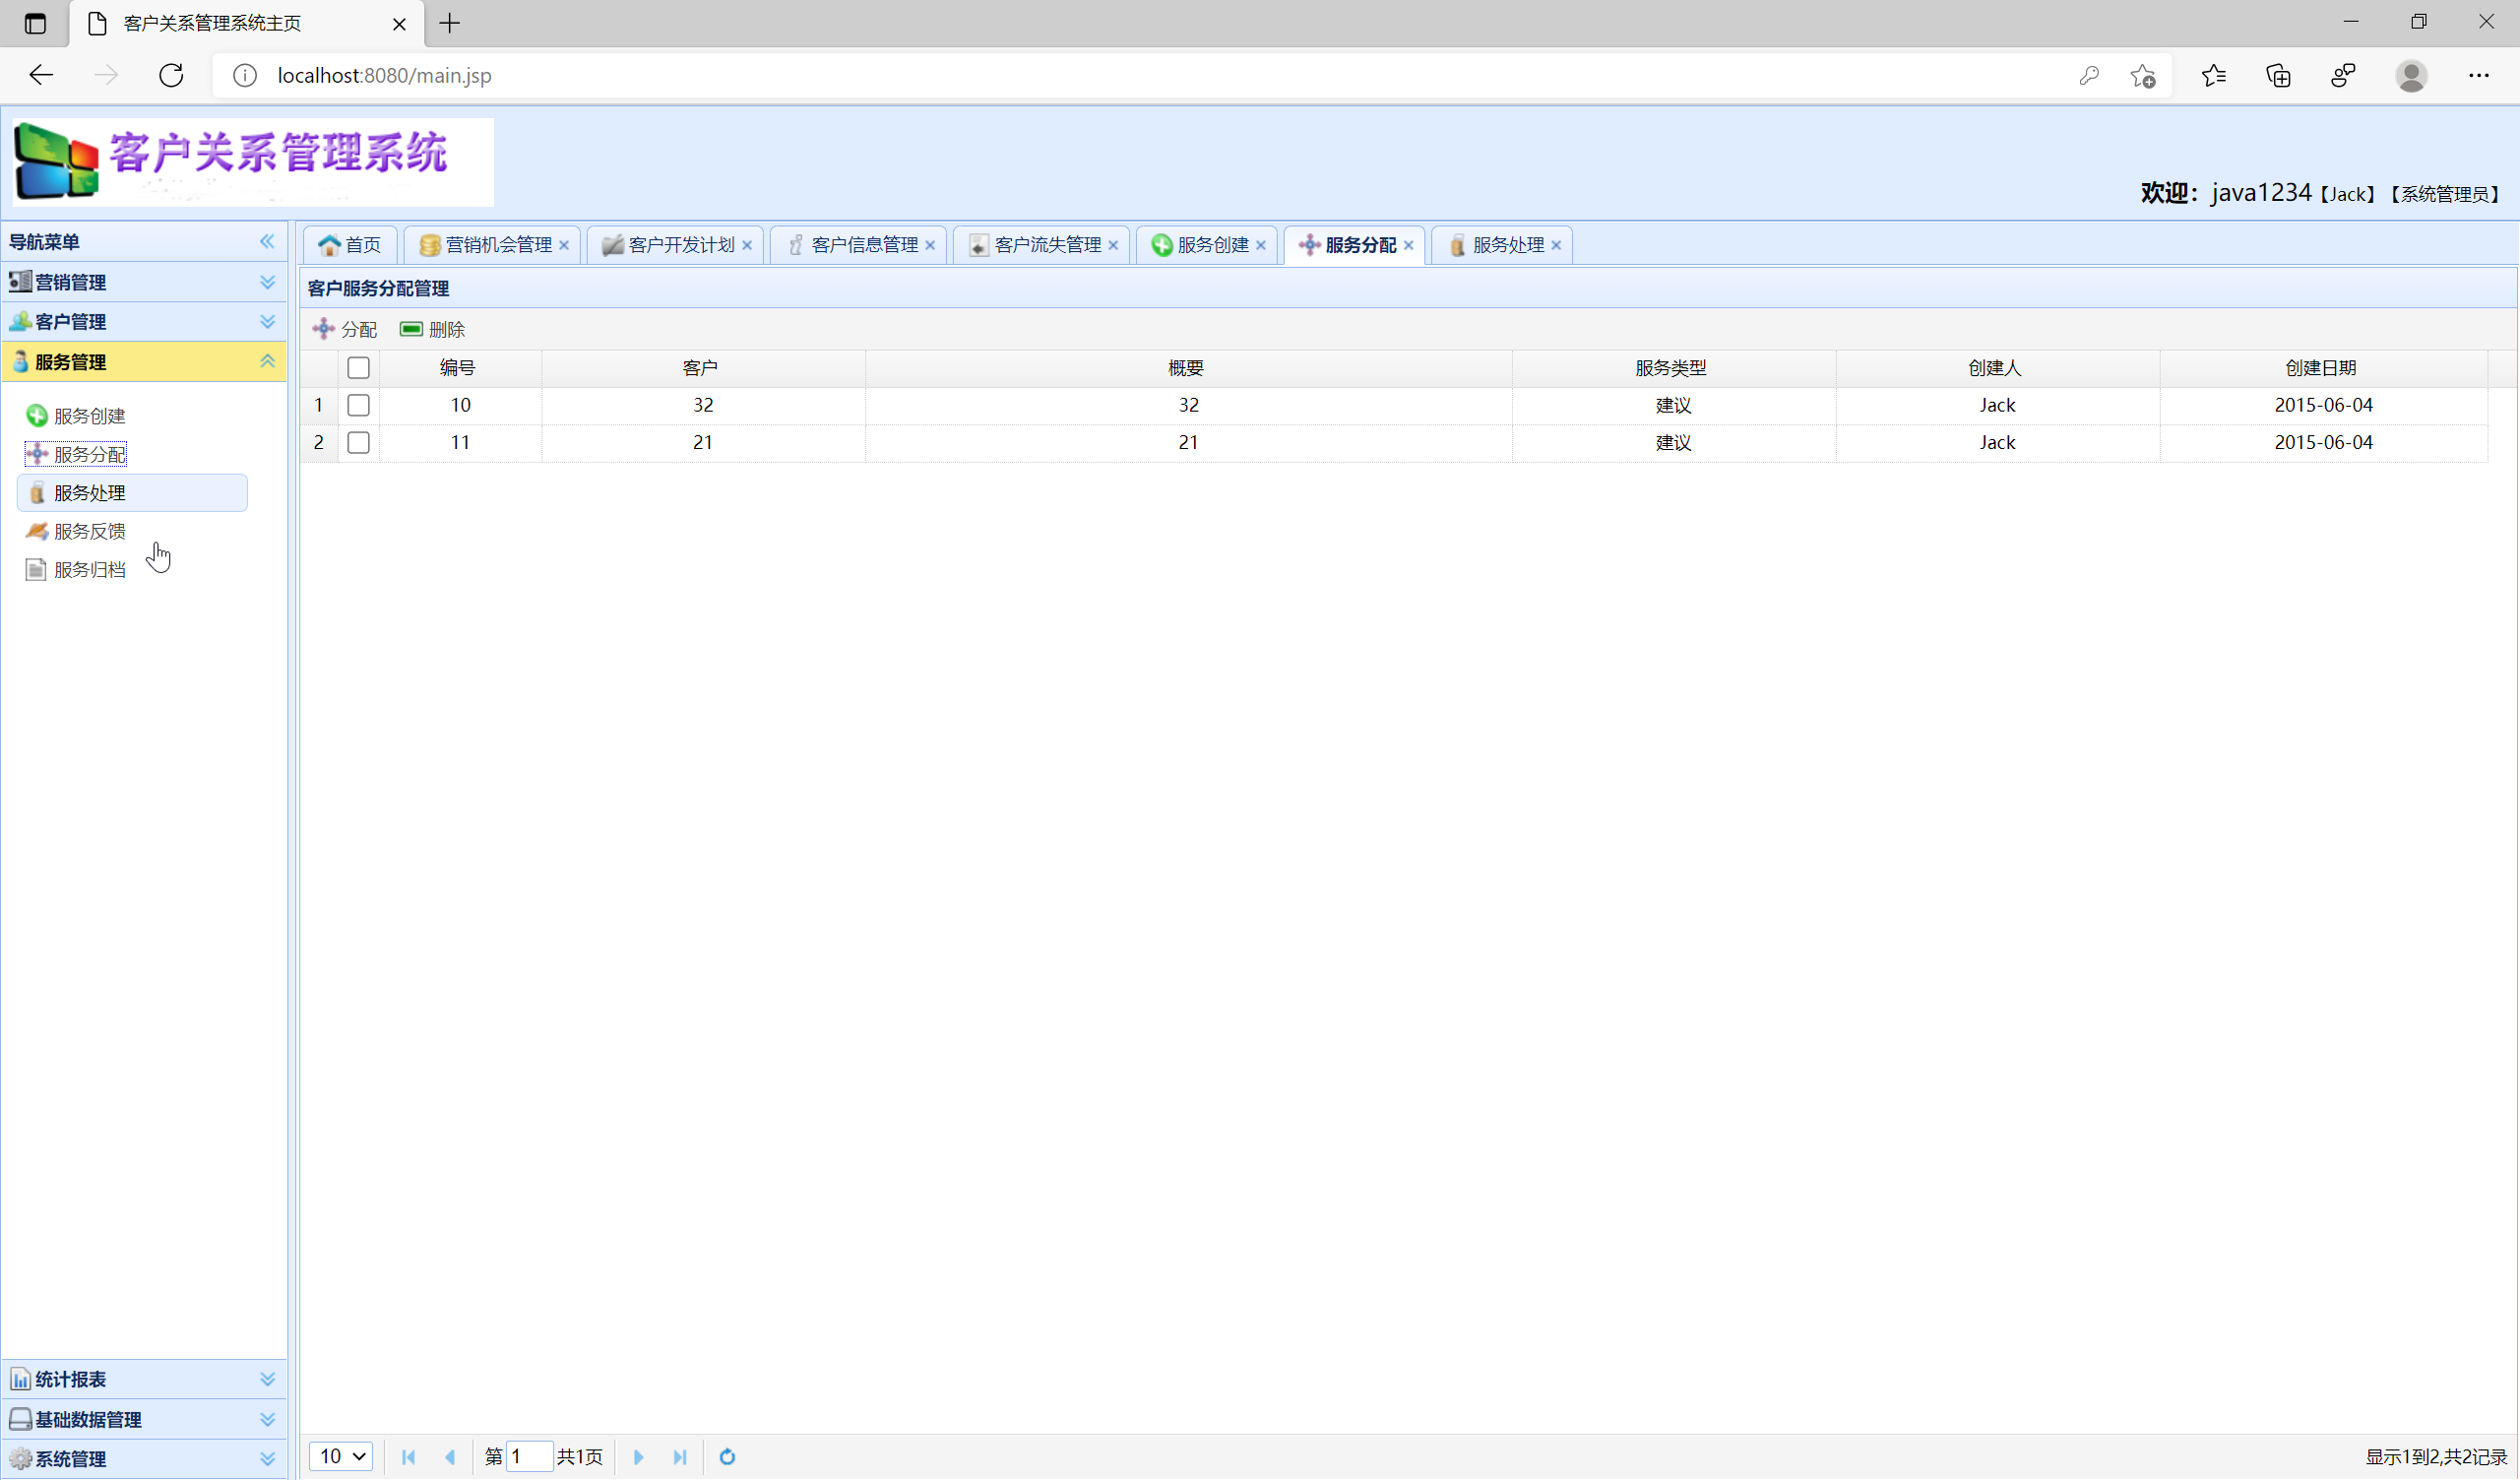 客户关系管理系统主页
localhost:8080/main.jsp
客户关系管理系统
欢迎：java1234【Jack】【系统管理员】
导航菜单
营销管理
客户管理
服务管理
服务创建
服务分配
服务处理
服务反馈
服务归档
统计报表
基础数据管理
系统管理
首页 营销机会管理 客户开发计划 客户信息管理 客户流失管理 服务创建 服务分配 服务处理
客户服务分配管理
分配 删除
编号 客户 概要 服务类型 创建人 创建日期
1 10 32 32 建议 Jack 2015-06-04
2 11 21 21 建议 Jack 2015-06-04
10 第 1 共1页 显示1到2,共2记录